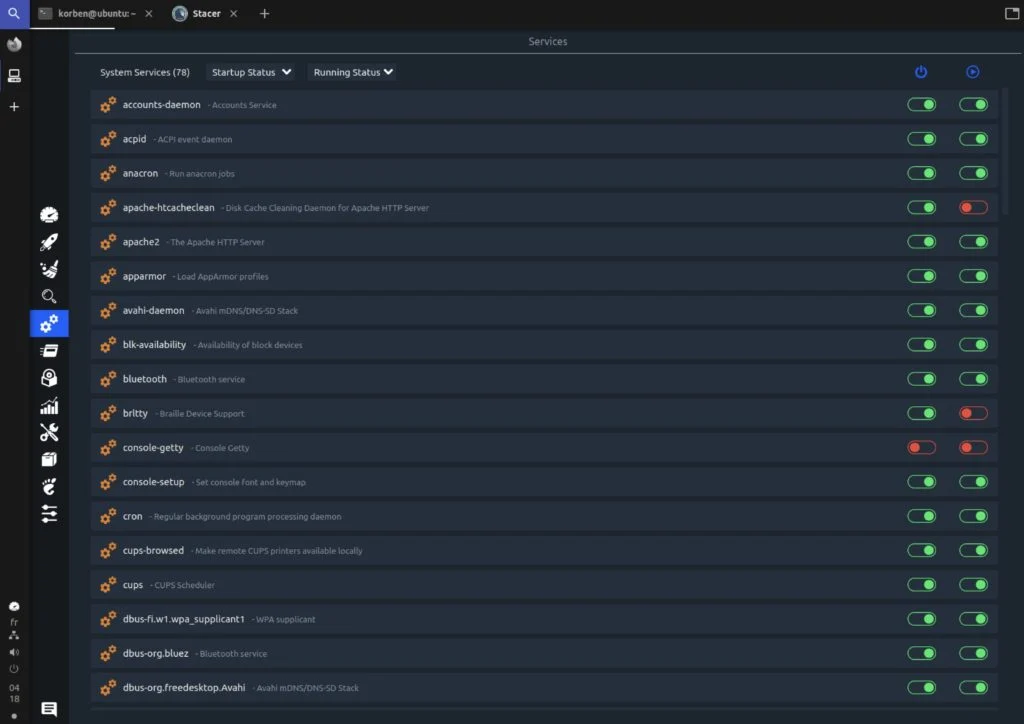 korben@ubuntu: ~
Stacer
Services
System Services (78)
Startup Status
Running Status
accounts-daemon - Accounts Service
acpid - ACPI event daemon
anacron - Run anacron jobs
apache-htcacheclean - Disk Cache Cleaning Daemon for Apache HTTP Server
apache2 - The Apache HTTP Server
apparmor - Load AppArmor profiles
avahi-daemon - Avahi mDNS/DNS-SD Stack
blk-availability - Availability of block devices
bluetooth - Bluetooth service
brltty - Braille Device Support
console-getty - Console Getty
console-setup - Set console font and keymap
cron - Regular background program processing daemon
cups-browsed - Make remote CUPS printers available locally
cups - CUPS Scheduler
dbus-fi.w1.wpa_supplicant1 - WPA supplicant
dbus-org.bluez - Bluetooth service
dbus-org.freedesktop.Avahi - Avahi mDNS/DNS-SD Stack
fr
04
18